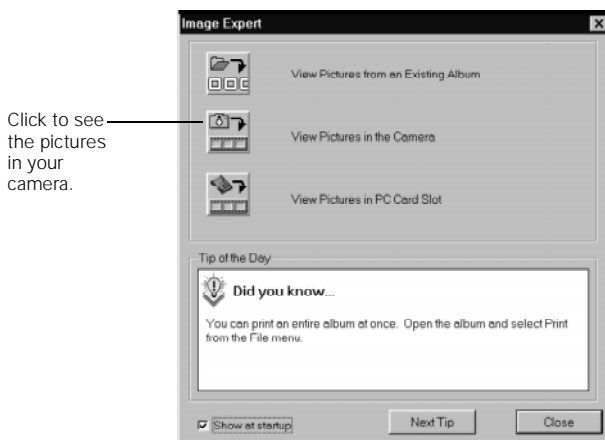 Image Expert
View Pictures from an Existing Album
Click to see
the pictures
in your
camera.
View Pictures in the Camera
View Pictures in PC Card Slot
Tip of the Day
Did you know...
You can print an entire album at once. Open the album and select Print
from the File menu.
Show at startup
Next Tip
Close